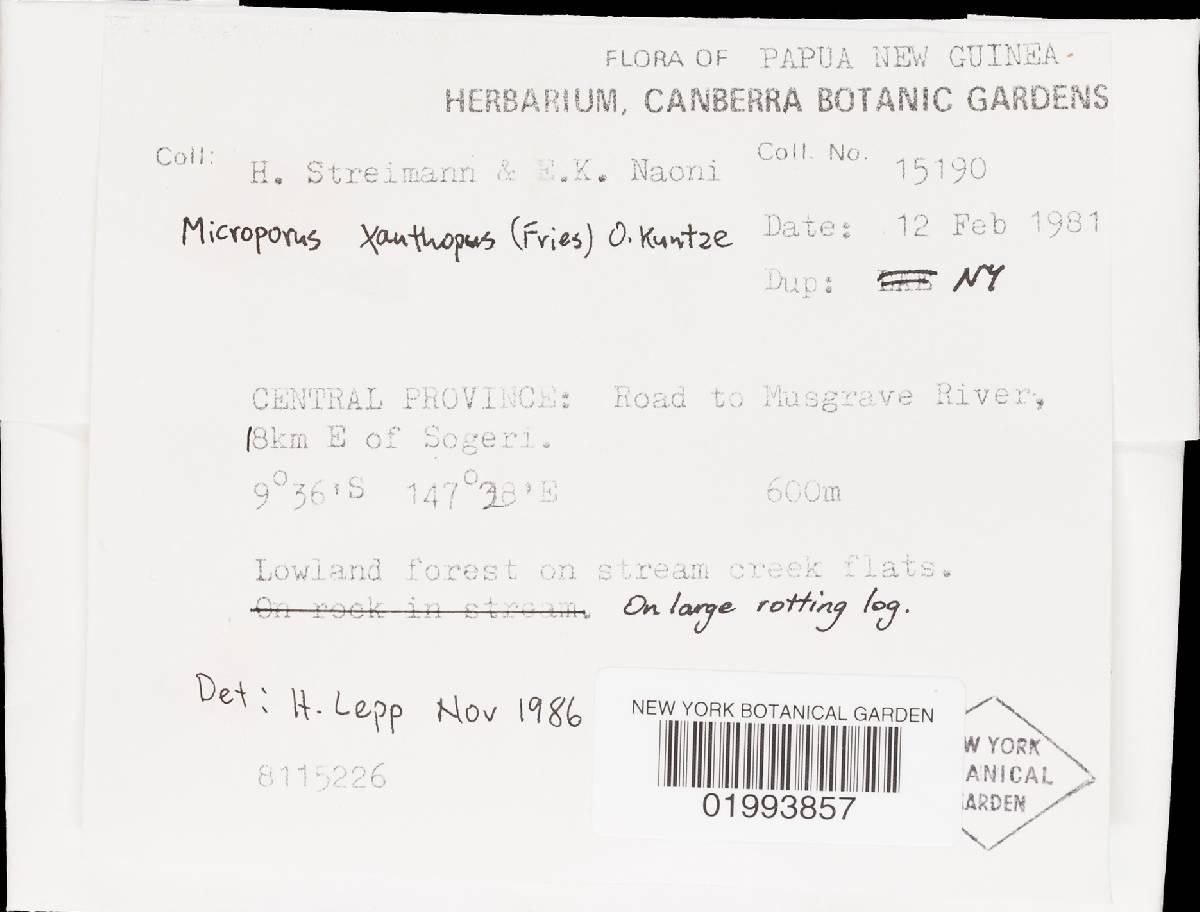 FLORA OF PAPUA NEW GUINEA
HERBARIUM, CANBERRA BOTANIC GARDENS
Coll: H. Streimann & E.K. Naoni Coll. No. 15190
Microporus xanthopus (Fries) O. Kuntze Date: 12 Feb 1981
Dup: LAE NY
CENTRAL PROVINCE: Road to Musgrave River,
18km E of Sogeri.
9°36'S 147°38'E 600m
Lowland forest on stream creek flats.
On rock in stream. On large rotting log.
Det: H. Lepp Nov 1986
8115226
NEW YORK BOTANICAL GARDEN
01993857
W YORK
ANICAL
ARDEN